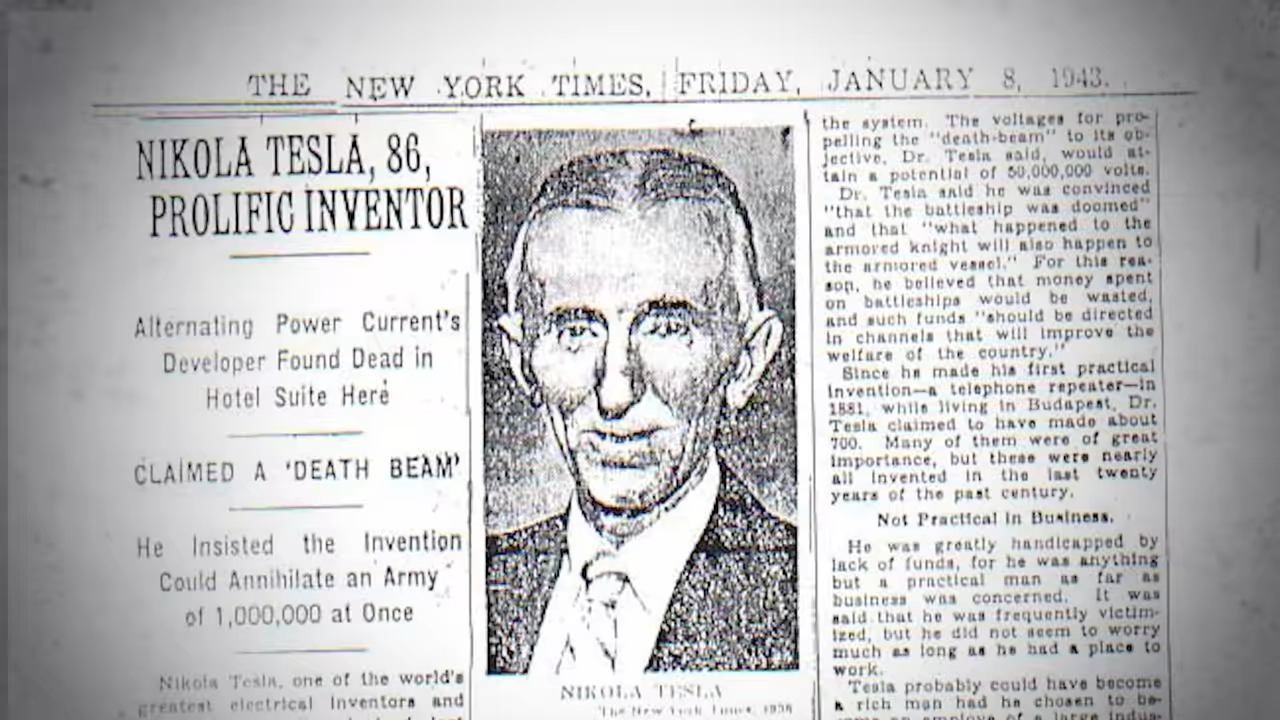 THE NEW YORK TIMES, FRIDAY, JANUARY 8, 1943.
NIKOLA TESLA, 86,
PROLIFIC INVENTOR
Alternating Power Current's
Developer Found Dead in
Hotel Suite Here
CLAIMED A 'DEATH BEAM'
He Insisted the Invention
Could Annihilate an Army
of 1,000,000 at Once
Nikola Tesla, one of the world's
greatest electrical inventors and
NIKOLA TESLA
The New York Times, 1938
the system. The voltages for pro-
pelling the "death-beam" to its ob-
jective, Dr. Tesla said, would at-
tain a potential of 50,000,000 volts.
Dr. Tesla said he was convinced
"that the battleship was doomed"
and that "what happened to the
armored knight will also happen to
the armored vessel." For this rea-
son, he believed that money spent
on battleships would be wasted,
and such funds "should be directed
in channels that will improve the
welfare of the country."
Since he made his first practical
invention—a telephone repeater—in
1881, while living in Budapest, Dr.
Tesla claimed to have made about
700. Many of them were of great
importance, but these were nearly
all invented in the last twenty
years of the past century.
Not Practical in Business.
He was greatly handicapped by
lack of funds, for he was anything
but a practical man as far as
business was concerned. It was
said that he was frequently victim-
ized, but he did not seem to worry
much as long as he had a place to
work.
Tesla probably could have become
a rich man had he chosen to be-